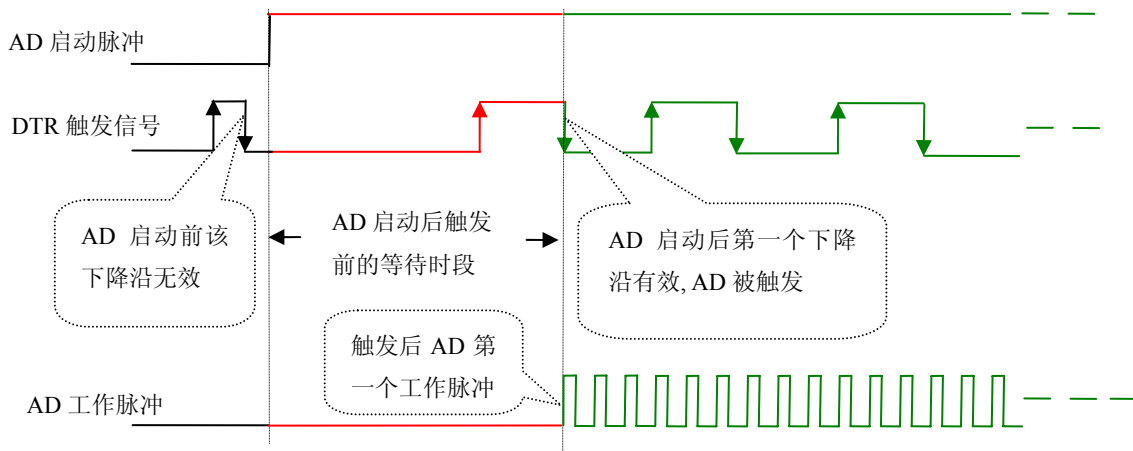 AD 启动脉冲
DTR 触发信号
AD 启动前该
下降沿无效
AD 启动后触发
前的等待时段
AD 启动后第一个下降
沿有效, AD 被触发
触发后 AD 第
一个工作脉冲
AD 工作脉冲